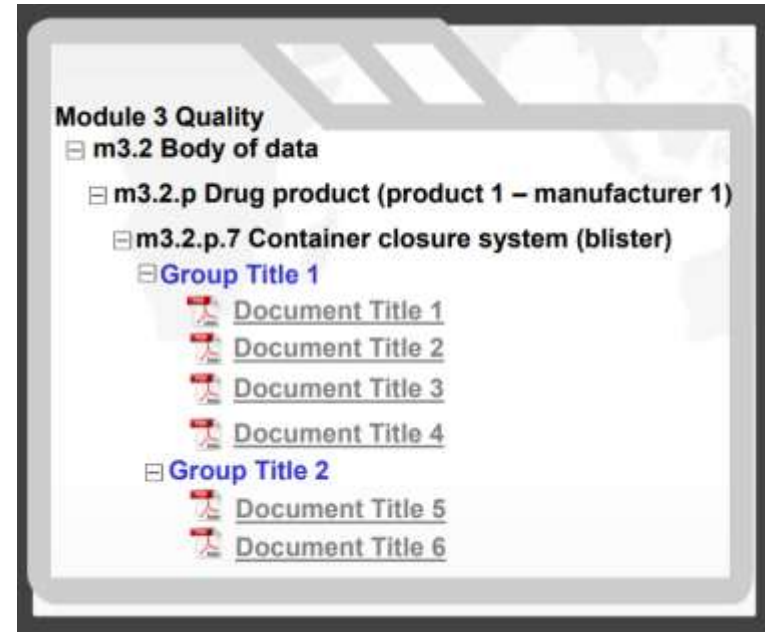 Module 3 Quality
m3.2 Body of data
m3.2.p Drug product (product 1 – manufacturer 1)
m3.2.p.7 Container closure system (blister)
Group Title 1
Document Title 1
Document Title 2
Document Title 3
Document Title 4
Group Title 2
Document Title 5
Document Title 6